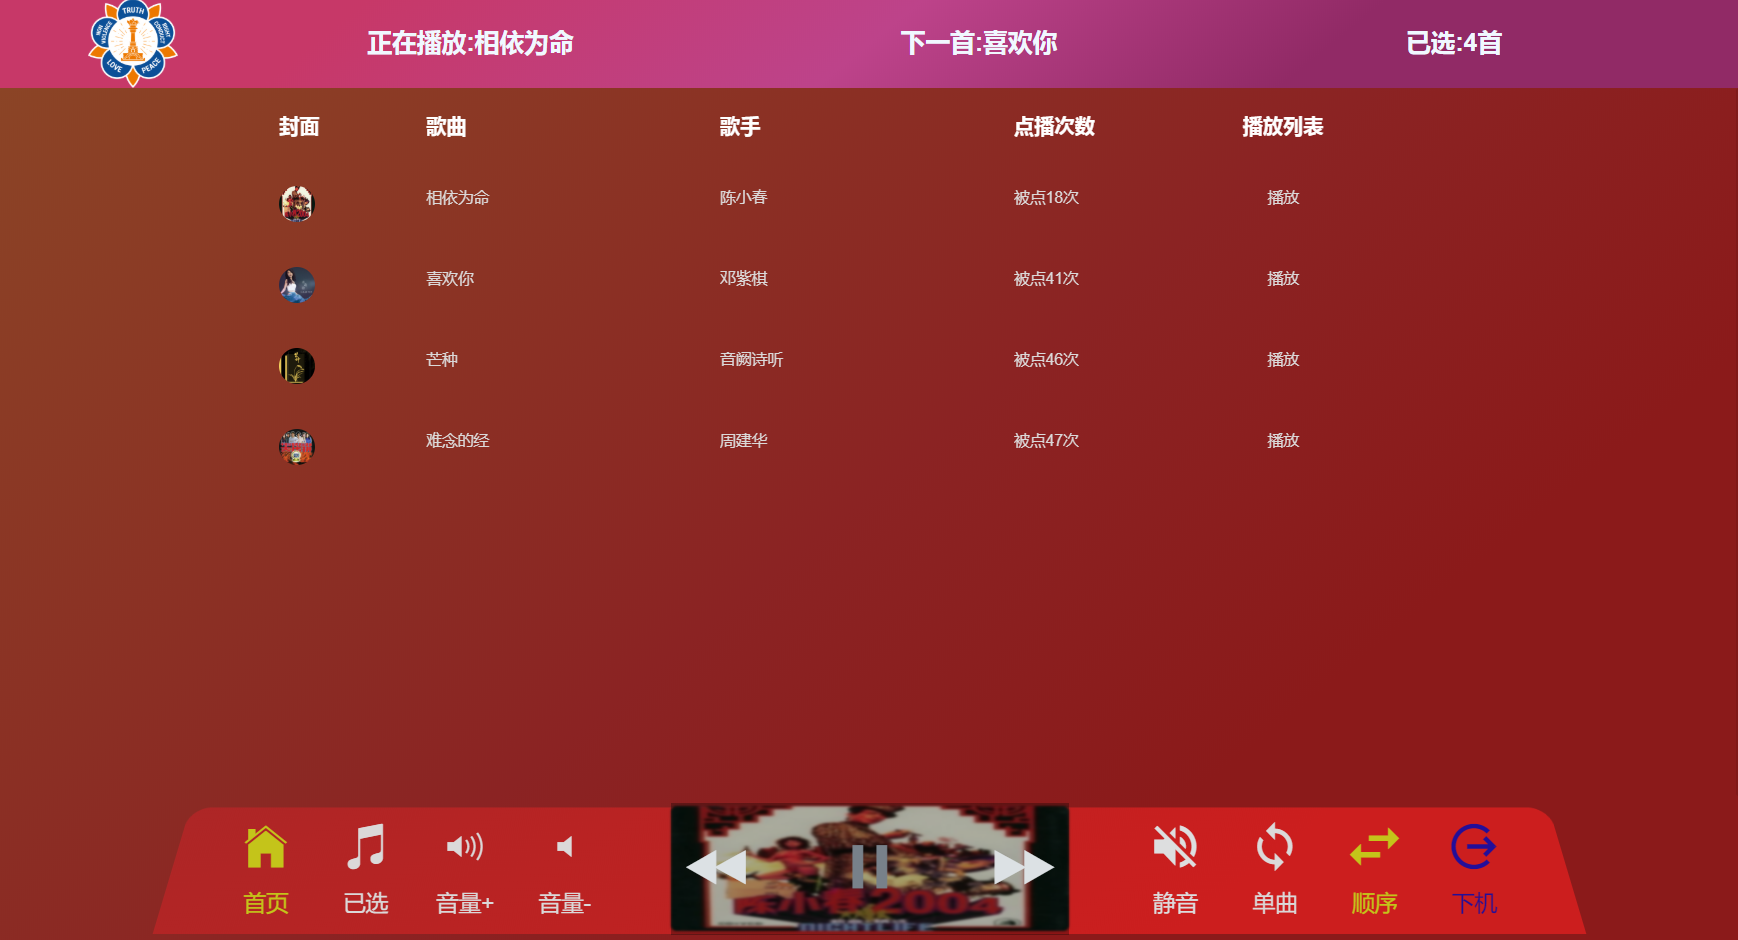 TRUTH
NON VIOLENCE
RIGHT CONDUCT
LOVE
PEACE
正在播放:相依为命
下一首:喜欢你
已选:4首
封面 歌曲 歌手 点播次数 播放列表
相依为命 陈小春 被点18次 播放
喜欢你 邓紫棋 被点41次 播放
芒种 音阙诗听 被点46次 播放
难念的经 周建华 被点47次 播放
陈小春2004
首页 已选 音量+ 音量- 静音 单曲 顺序 下机